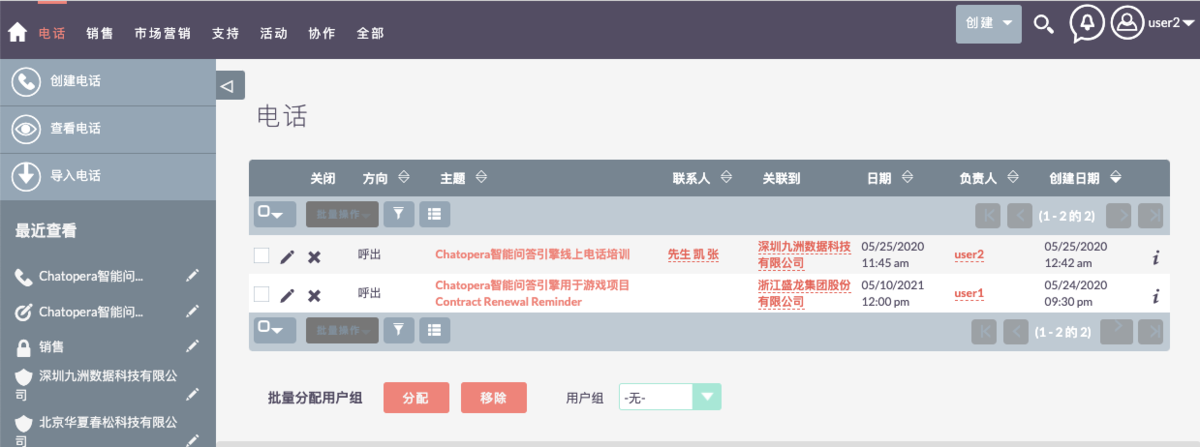 电话 销售 市场营销 支持 活动 协作 全部 创建 user2
创建电话
查看电话
导入电话
最近查看
Chatopera智能问...
Chatopera智能问...
销售
深圳九洲数据科技有限公
司
北京华夏春松科技有限公
司
电话
关闭 方向 主题 联系人 关联到 日期 负责人 创建日期
批量操作 (1 - 2 的 2)
呼出 Chatopera智能问答引擎线上电话培训 先生 凯 张 深圳九洲数据科技 05/25/2020 user2 05/25/2020
有限公司 11:45 am 12:42 am
呼出 Chatopera智能问答引擎用于游戏项目 浙江盛龙集团股份 05/10/2021 user1 05/24/2020
Contract Renewal Reminder 有限公司 12:00 pm 09:30 pm
批量操作 (1 - 2 的 2)
批量分配用户组 分配 移除 用户组 -无-